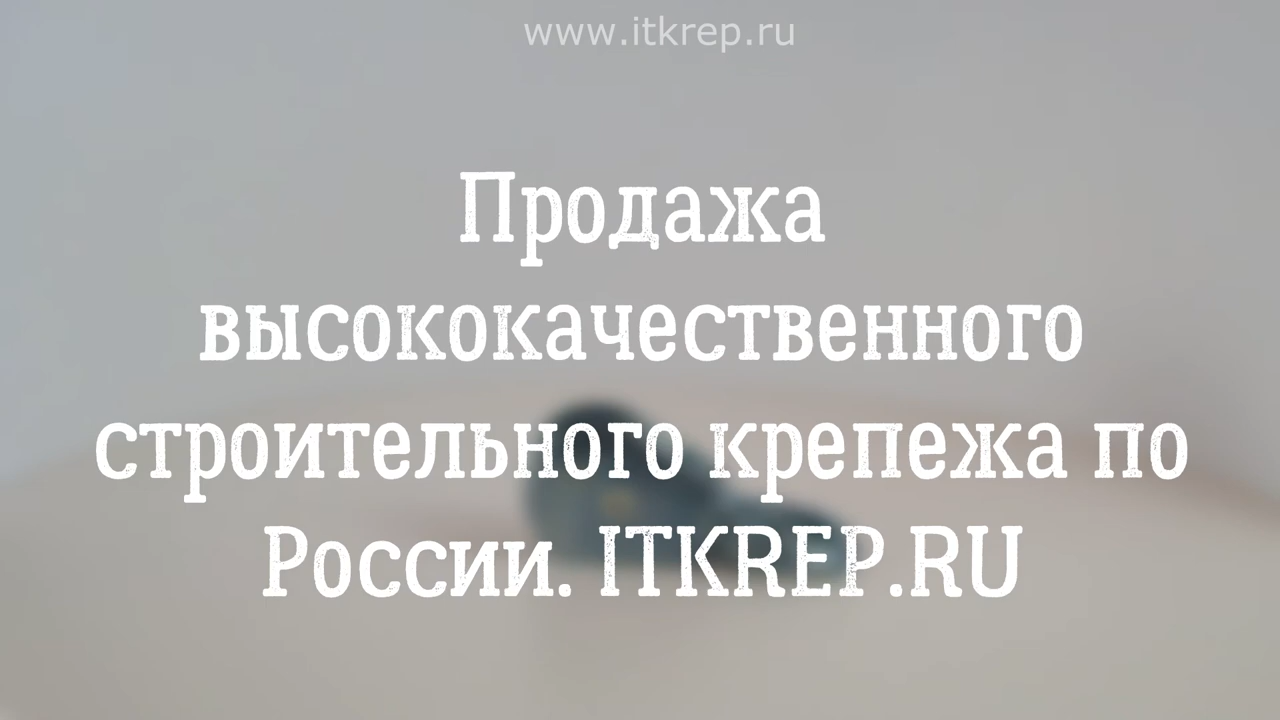 www.itkrep.ru
Продажа
высококачественного
строительного крепежа по
России. ITKREP.RU